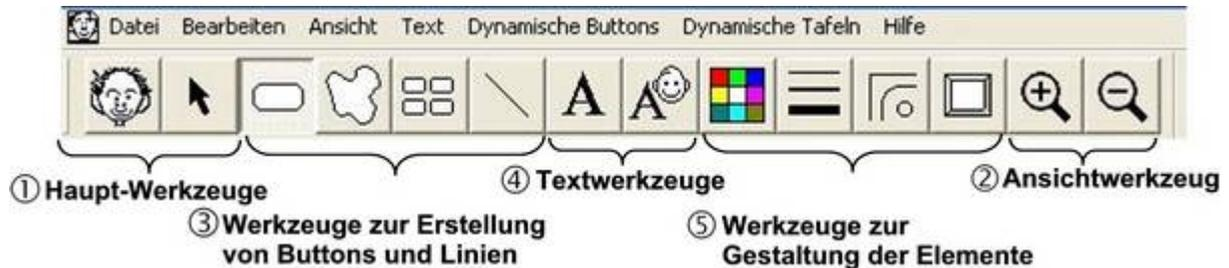 Datei Bearbeiten Ansicht Text Dynamische Buttons Dynamische Tafeln Hilfe
A A
① Haupt-Werkzeuge
④ Textwerkzeuge
② Ansichtwerkzeug
③ Werkzeuge zur Erstellung
von Buttons und Linien
⑤ Werkzeuge zur
Gestaltung der Elemente